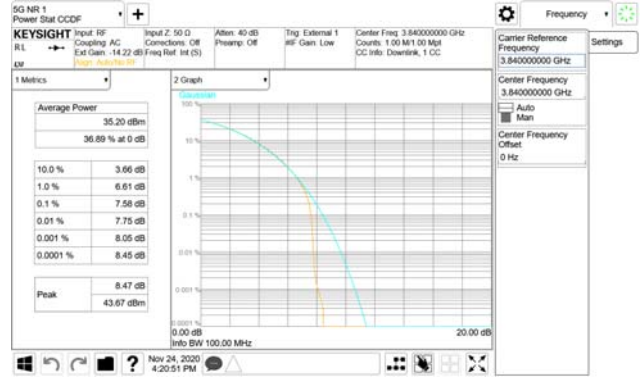 5G NR 1
Power Stat CCDF
+
Frequency
KEYSIGHT
RL
LV
Input: RF
Coupling: AC
Ext Gain: -14.22 dB
Align: Auto/No RF
Input Z: 50 Ω
Corrections: Off
Freq Ref: Int (S)
Atten: 40 dB
Preamp: Off
Trig: External 1
#IF Gain: Low
Center Freq: 3.840000000 GHz
Counts: 1.00 M/1.00 Mpt
CC Info: Downlink, 1 CC
Carrier Reference
Frequency
3.840000000 GHz
Settings
Center Frequency
3.840000000 GHz
Auto
Man
Center Frequency
Offset
0 Hz
1 Metrics
Average Power
35.20 dBm
36.89 % at 0 dB
10.0 % 3.66 dB
1.0 % 6.61 dB
0.1 % 7.58 dB
0.01 % 7.75 dB
0.001 % 8.05 dB
0.0001 % 8.45 dB
Peak 8.47 dB
43.67 dBm
2 Graph
Gaussian
100 %
10 %
1 %
0.1 %
0.01 %
0.001 %
0.0001 %
0.00 dB
20.00 dB
Info BW 100.00 MHz
?
Nov 24, 2020
4:20:51 PM